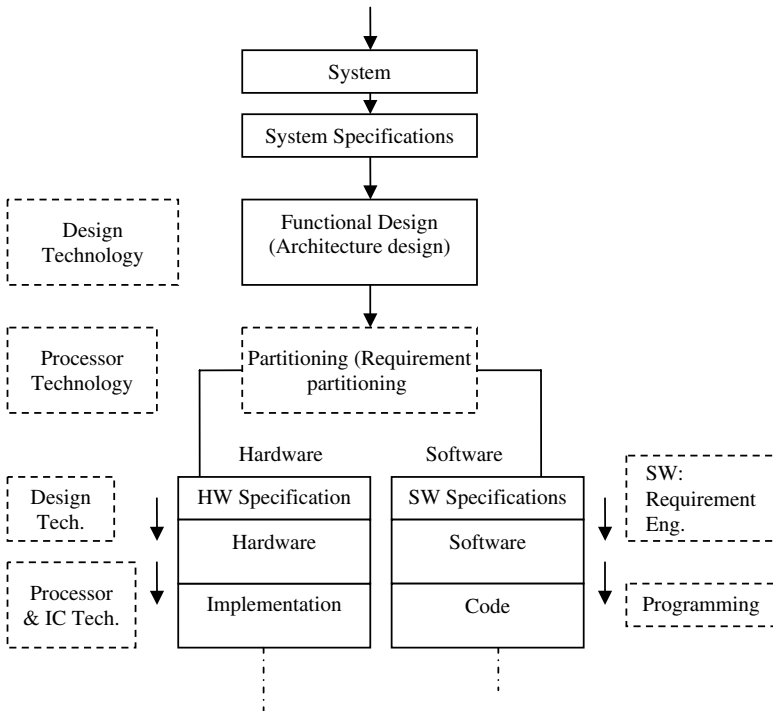 System
System Specifications
Design
Technology
Functional Design
(Architecture design)
Processor
Technology
Partitioning (Requirement
partitioning
Hardware
Software
Design
Tech.
HW Specification
SW Specifications
SW:
Requirement
Eng.
Hardware
Software
Processor
& IC Tech.
Implementation
Code
Programming